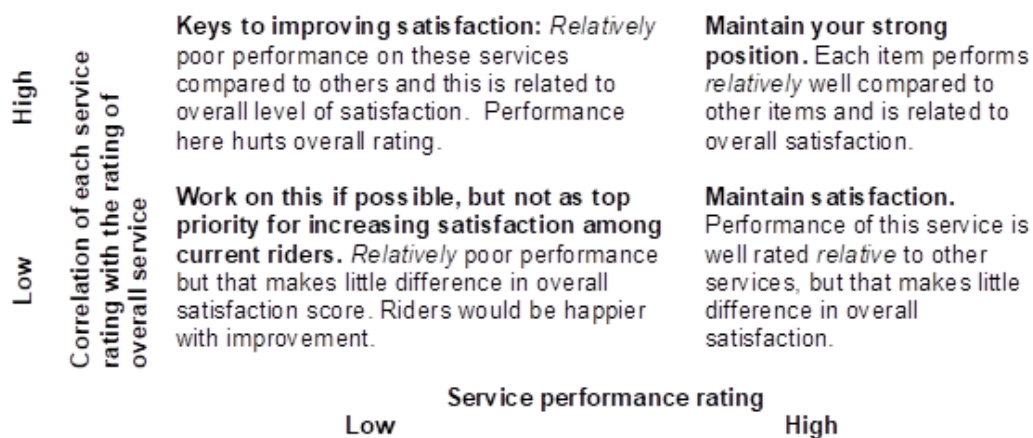 Keys to improving satisfaction: Relatively
poor performance on these services
compared to others and this is related to
overall level of satisfaction. Performance
here hurts overall rating.
Maintain your strong
position. Each item performs
relatively well compared to
other items and is related to
overall satisfaction.
High
Low
Correlation of each service
rating with the rating of
overall service
Work on this if possible, but not as top
priority for increasing satisfaction among
current riders. Relatively poor performance
but that makes little difference in overall
satisfaction score. Riders would be happier
with improvement.
Maintain satisfaction.
Performance of this service is
well rated relative to other
services, but that makes little
difference in overall
satisfaction.
Service performance rating
Low
High